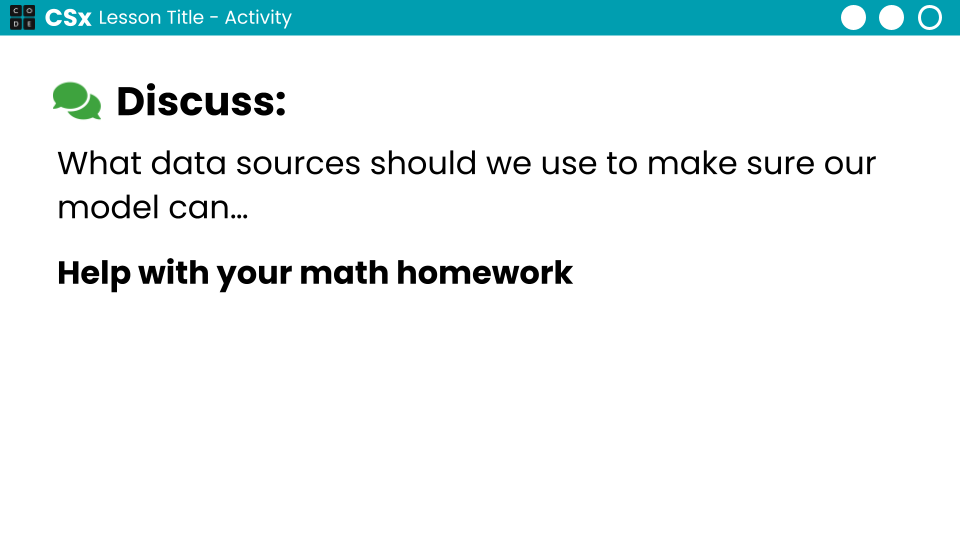 C O
D E
CSx Lesson Title - Activity
Discuss:
What data sources should we use to make sure our
model can…
Help with your math homework